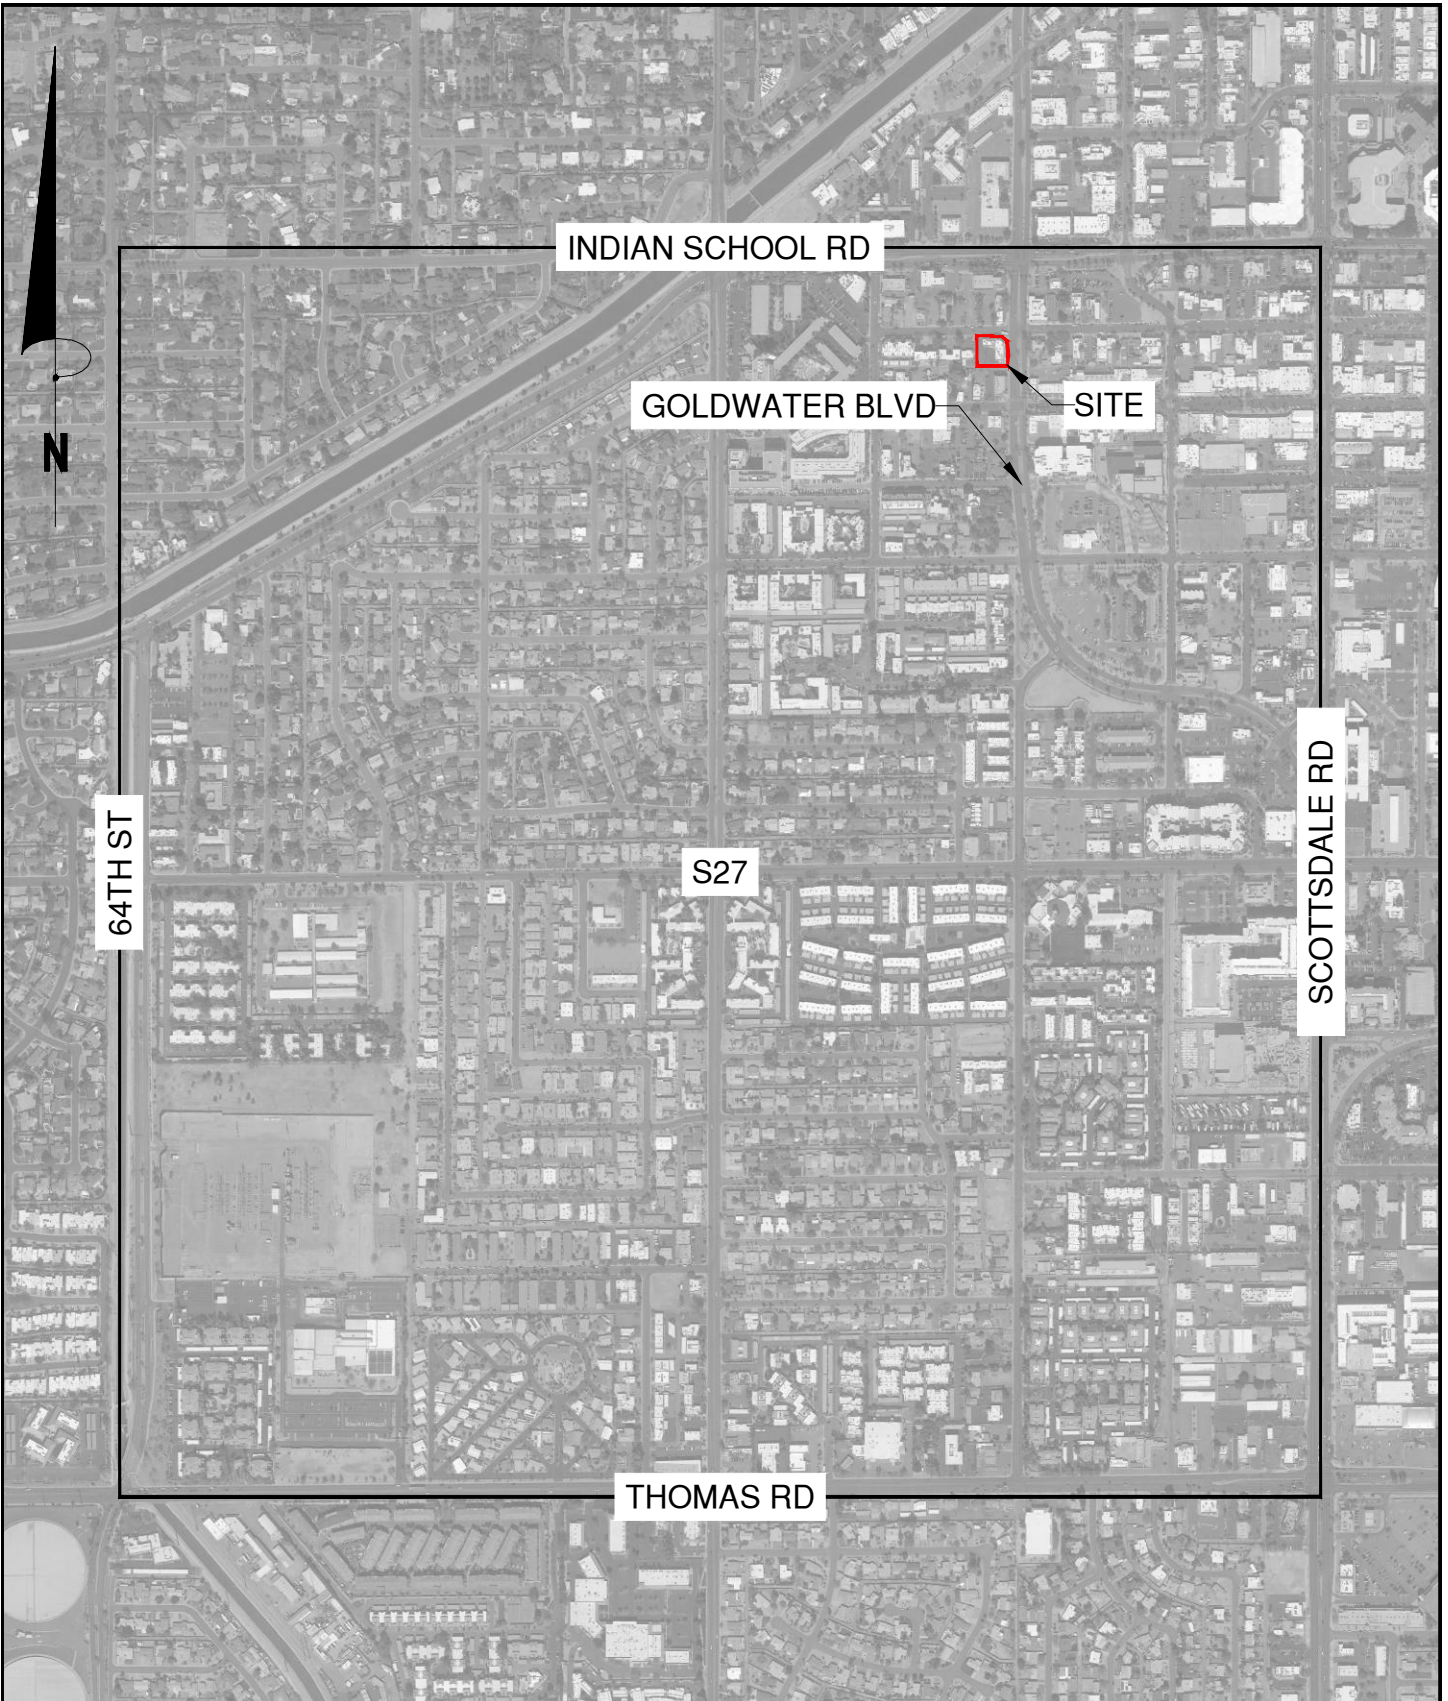 INDIAN SCHOOL RD
GOLDWATER BLVD
SITE
N
64TH ST
S27
SCOTTSDALE RD
THOMAS RD